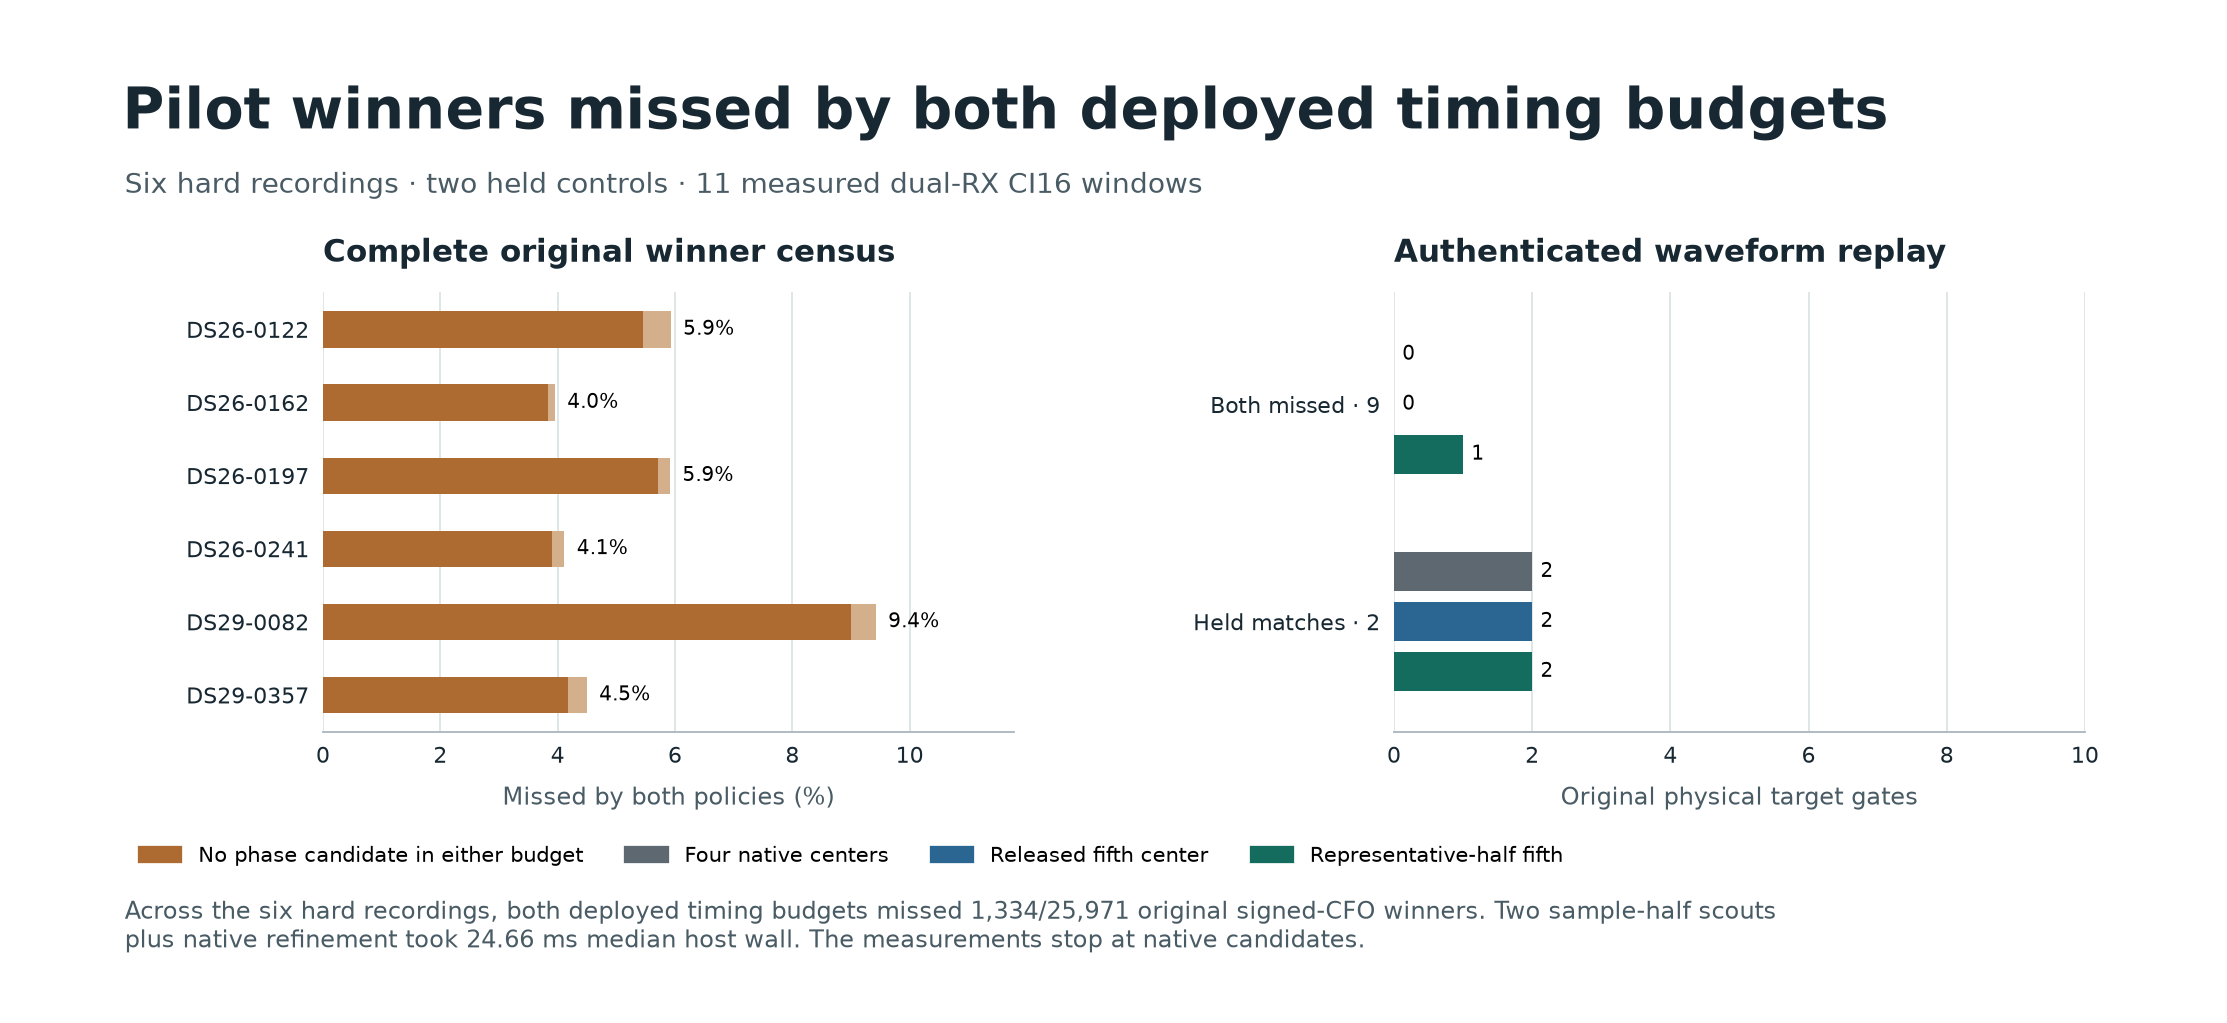 Pilot winners missed by both deployed timing budgets
Six hard recordings · two held controls · 11 measured dual-RX CI16 windows
Complete original winner census
DS26-0122
5.9%
DS26-0162
4.0%
DS26-0197
5.9%
DS26-0241
4.1%
DS29-0082
9.4%
DS29-0357
4.5%
0 2 4 6 8 10
Missed by both policies (%)
Authenticated waveform replay
0
Both missed · 9
0
1
2
Held matches · 2
2
2
0 2 4 6 8 10
Original physical target gates
No phase candidate in either budget
Four native centers
Released fifth center
Representative-half fifth
Across the six hard recordings, both deployed timing budgets missed 1,334/25,971 original signed-CFO winners. Two sample-half scouts
plus native refinement took 24.66 ms median host wall. The measurements stop at native candidates.